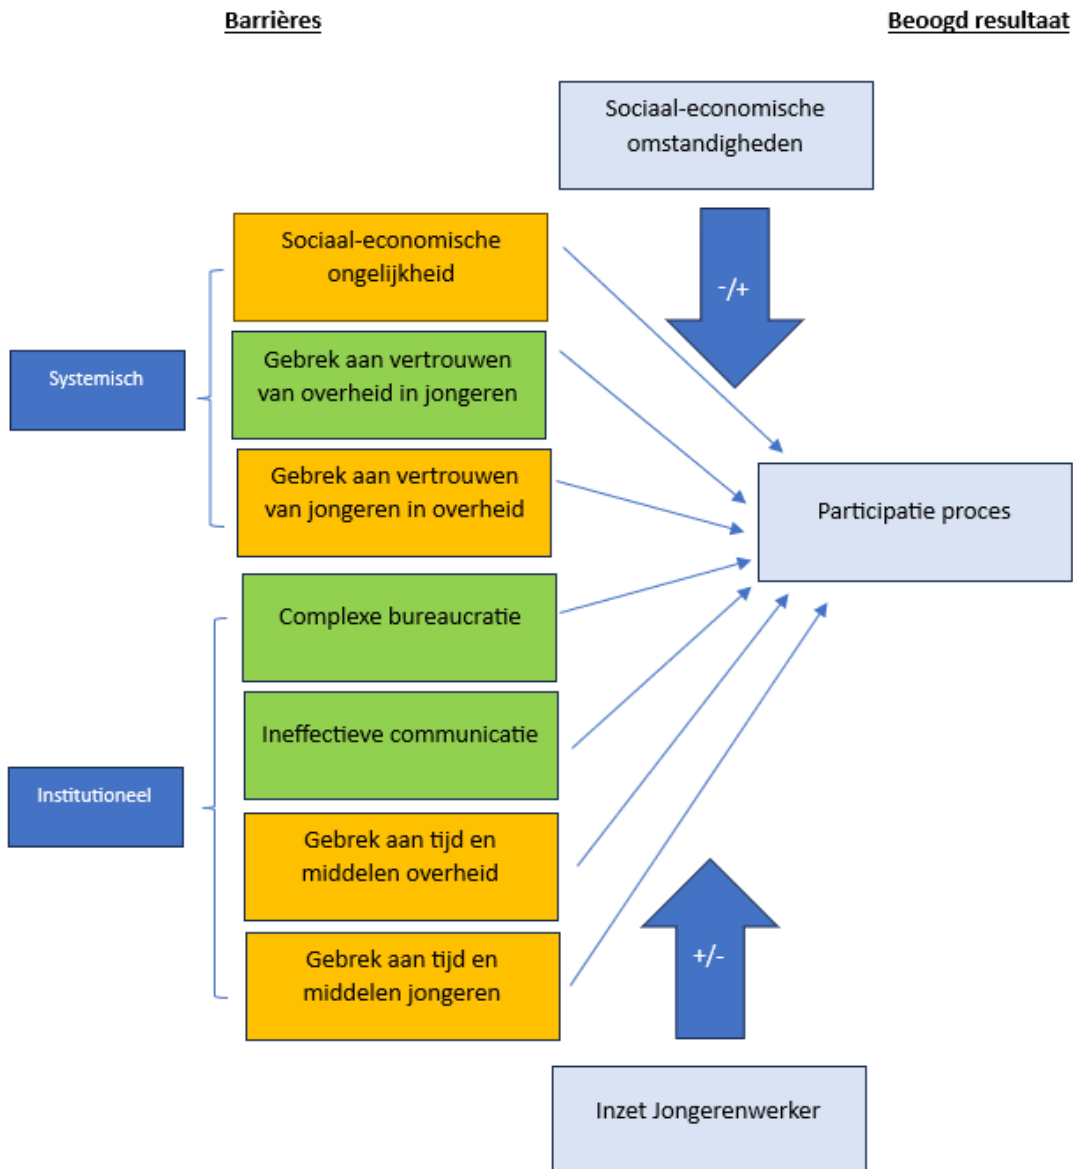 Barrières
Beoogd resultaat
Sociaal-economische
omstandigheden
-/+
Systemisch
Sociaal-economische
ongelijkheid
Gebrek aan vertrouwen
van overheid in jongeren
Gebrek aan vertrouwen
van jongeren in overheid
Participatie proces
Institutioneel
Complexe bureaucratie
Ineffectieve communicatie
Gebrek aan tijd en
middelen overheid
Gebrek aan tijd en
middelen jongeren
+/-
Inzet Jongerenwerker